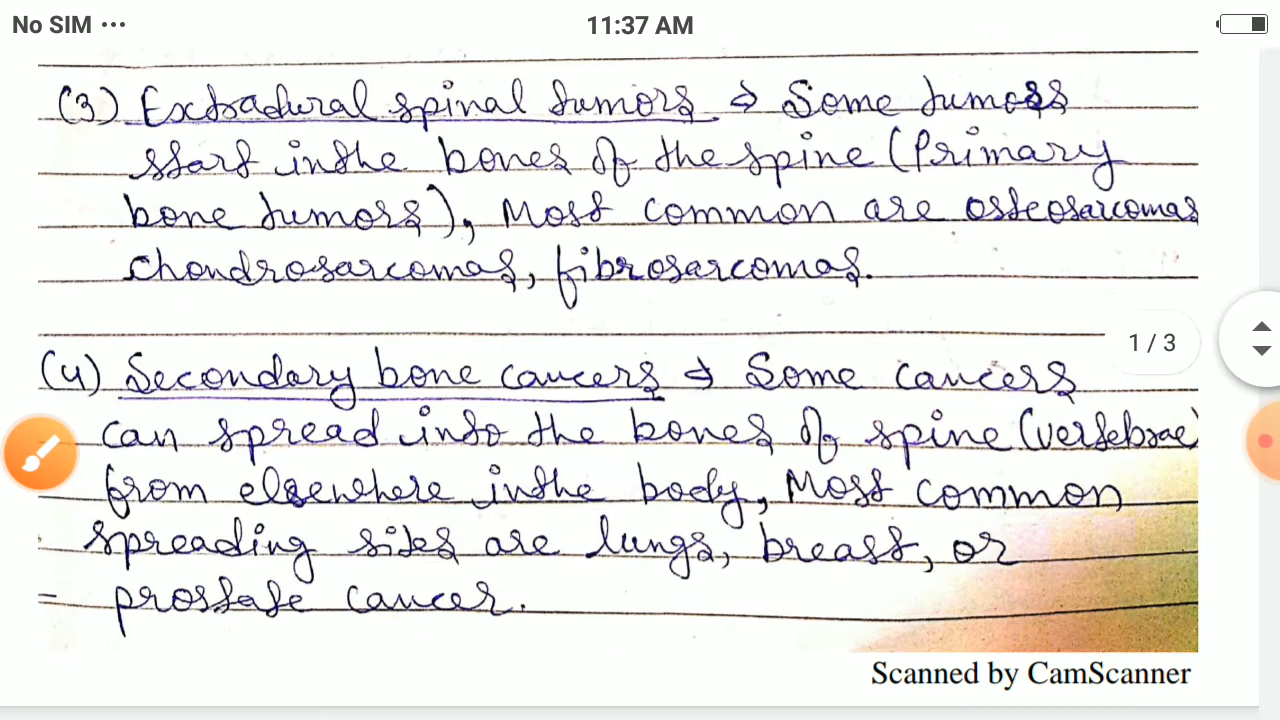 No SIM ••• 11:37 AM
(3) Extradural spinal tumors ⇒ Some tumors
start in the bones of the spine (Primary
bone tumors), Most common are osteosarcomas
chondrosarcomas, fibrosarcomas.
1 / 3
(4) Secondary bone cancers ⇒ Some cancers
can spread into the bones of spine (vertebrae)
from elsewhere in the body, Most common
spreading sites are lungs, breast, or
= prostate cancer.
Scanned by CamScanner